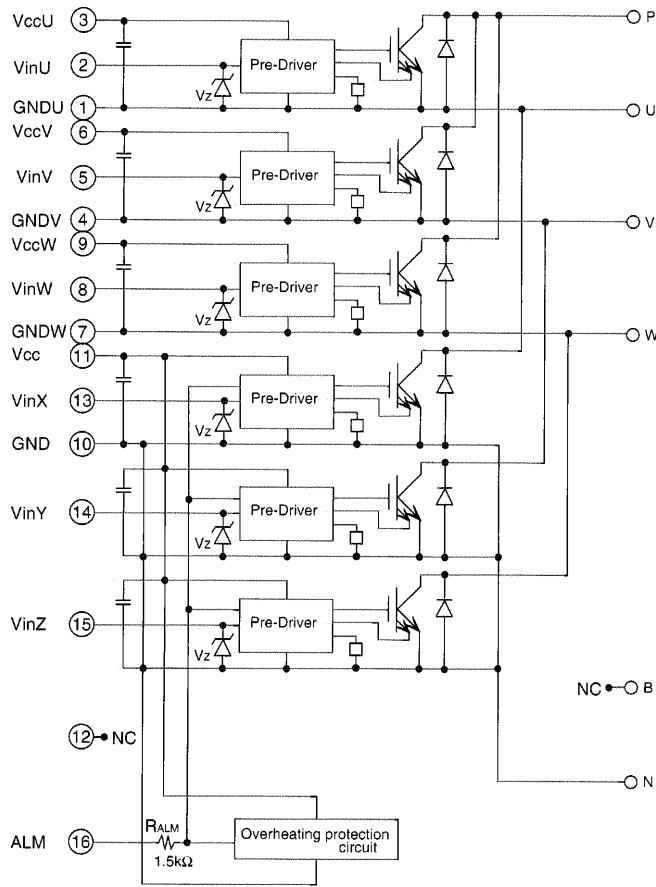 VccU 3 P
VinU 2 Vz Pre-Driver
GNDU 1 U
VccV 6
VinV 5 Vz Pre-Driver
GNDV 4 V
VccW 9
VinW 8 Vz Pre-Driver
GNDW 7 W
Vcc 11
VinX 13 Vz Pre-Driver
GND 10
VinY 14 Vz Pre-Driver
VinZ 15 Vz Pre-Driver
NC B
12 NC
N
ALM 16 RALM 1.5kΩ
Overheating protection
circuit